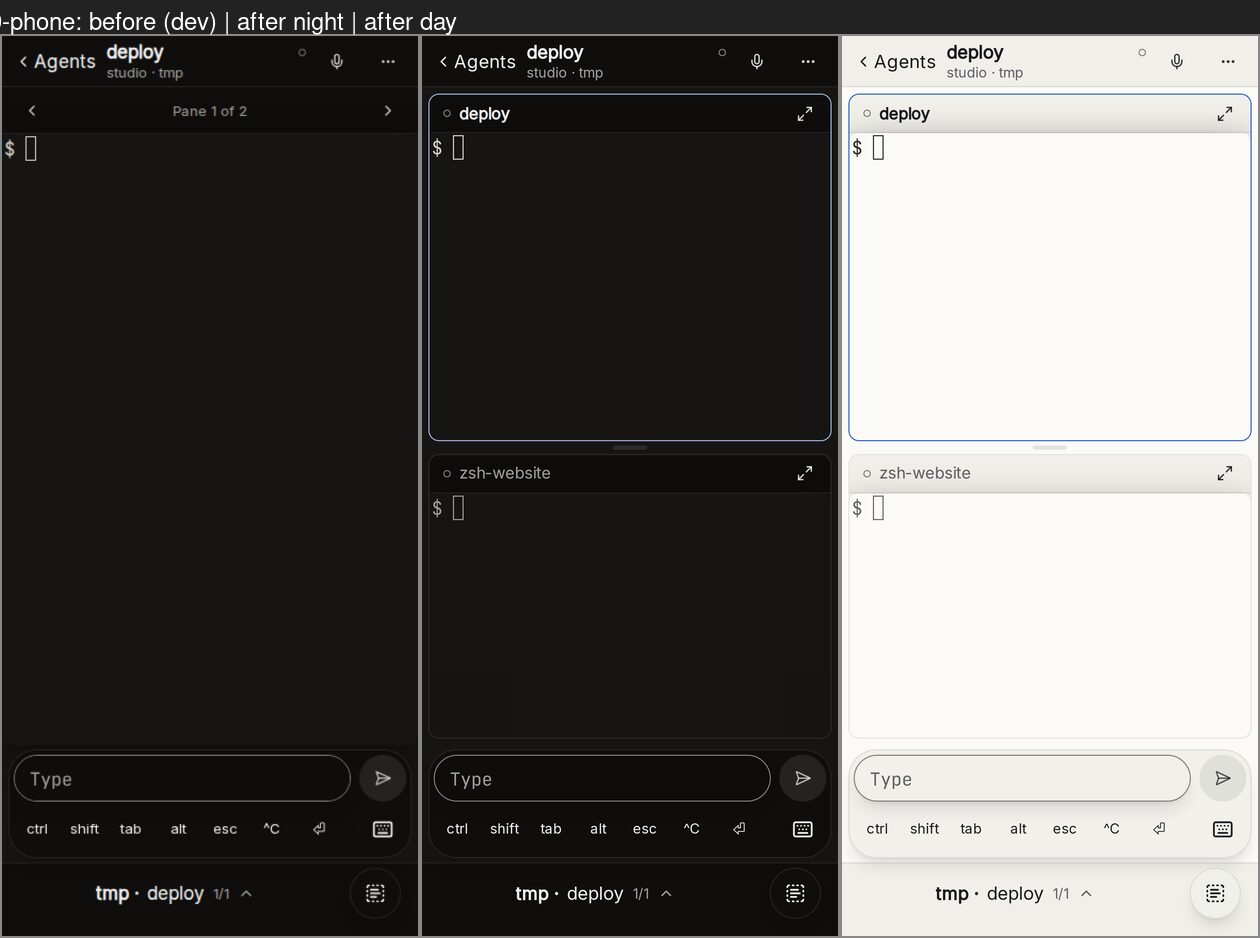 -phone: before (dev) | after night | after day
Agents
deploy
studio · tmp
Pane 1 of 2
$
Type
ctrl shift tab alt esc ^C
tmp · deploy 1/1
Agents
deploy
studio · tmp
deploy
$
zsh-website
$
Type
ctrl shift tab alt esc ^C
tmp · deploy 1/1
Agents
deploy
studio · tmp
deploy
$
zsh-website
$
Type
ctrl shift tab alt esc ^C
tmp · deploy 1/1